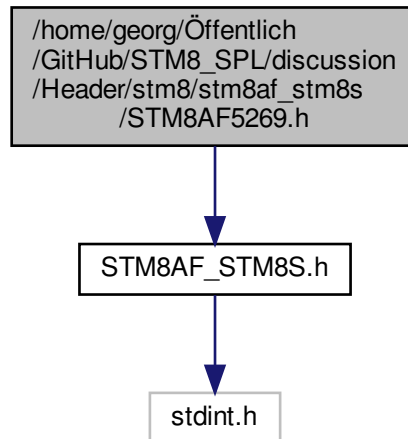 /home/georg/Öffentlich
/GitHub/STM8_SPL/discussion
/Header/stm8/stm8af_stm8s
/STM8AF5269.h
STM8AF_STM8S.h
stdint.h